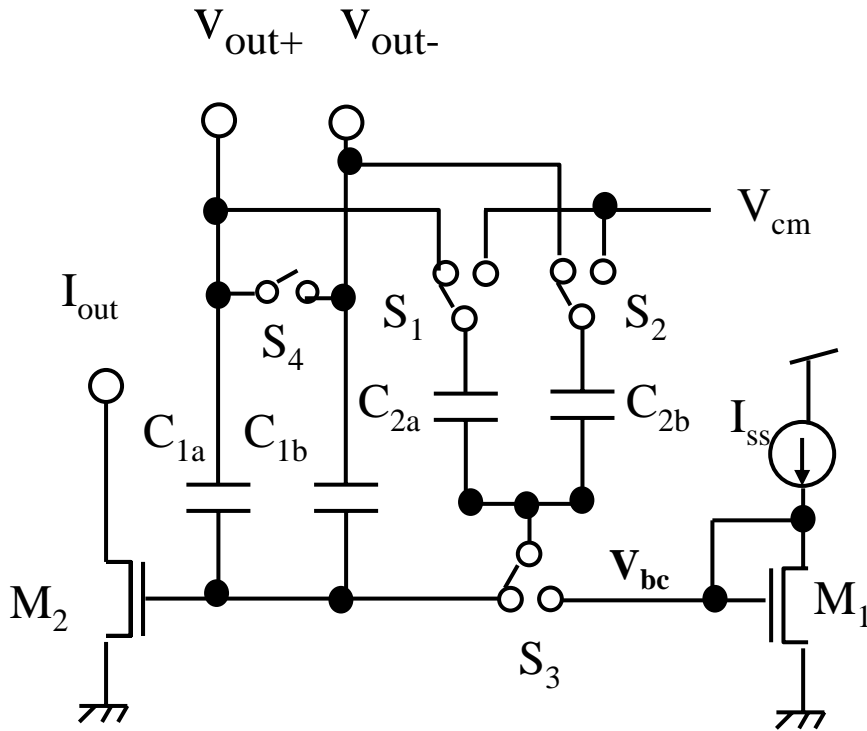 Vout+
Vout-
Vcm
Iout
S4
S1
S2
C1a
C1b
C2a
C2b
Iss
M2
Vbc
M1
S3